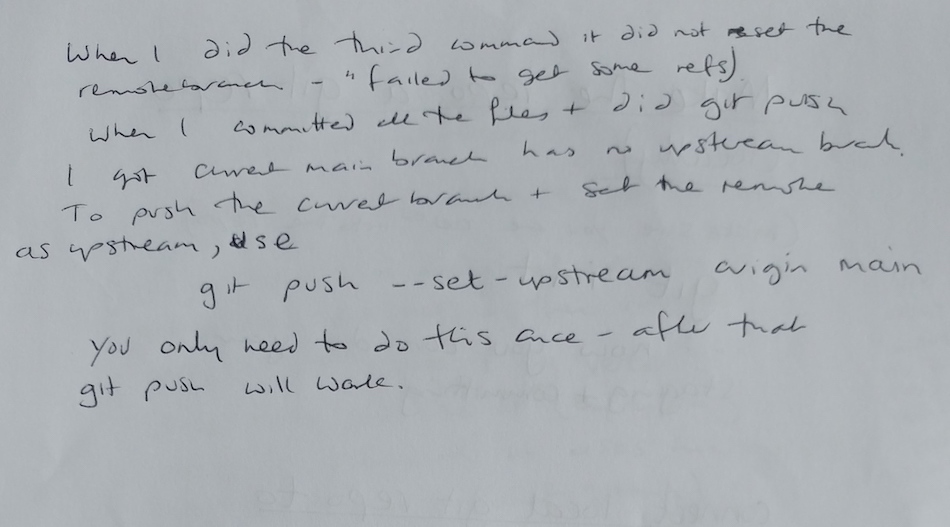 When I did the third command it did not reset the
remote branch - "failed to get some refs)
When I committed all the files + did git push
I got current main branch has no upstream brach.
To push the current branch + set the remote
as upstream, use
git push --set-upstream origin main
You only need to do this once - after that
git push will work.